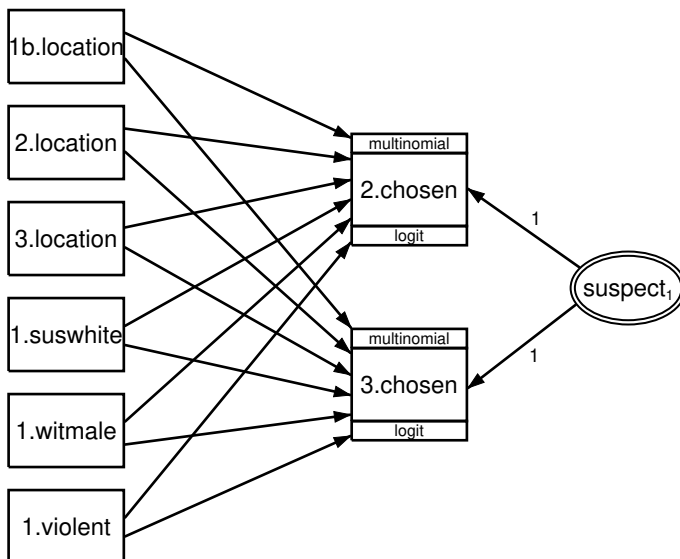 1b.location
2.location
3.location
1.suswhite
1.witmale
1.violent
multinomial
2.chosen
logit
multinomial
3.chosen
logit
1
1
suspect₁